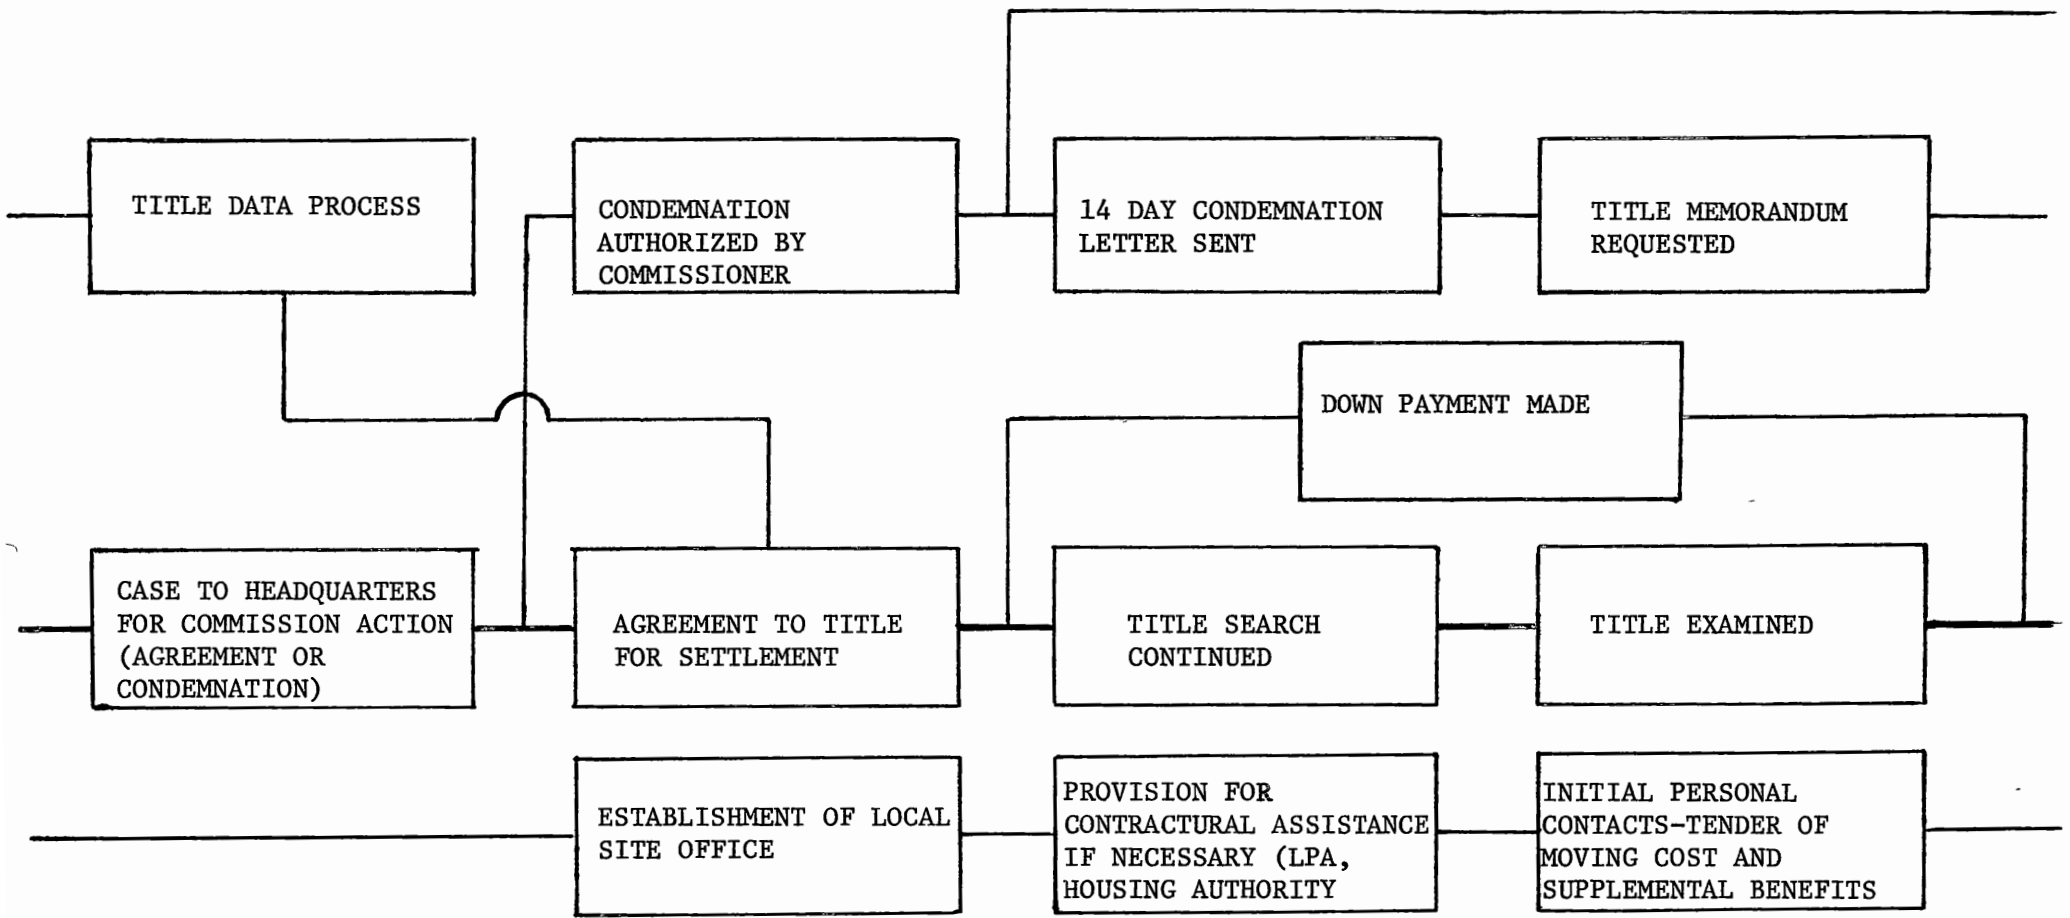 TITLE DATA PROCESS
CONDEMNATION
AUTHORIZED BY
COMMISSIONER
14 DAY CONDEMNATION
LETTER SENT
TITLE MEMORANDUM
REQUESTED
DOWN PAYMENT MADE
CASE TO HEADQUARTERS
FOR COMMISSION ACTION
(AGREEMENT OR
CONDEMNATION)
AGREEMENT TO TITLE
FOR SETTLEMENT
TITLE SEARCH
CONTINUED
TITLE EXAMINED
ESTABLISHMENT OF LOCAL
SITE OFFICE
PROVISION FOR
CONTRACTURAL ASSISTANCE
IF NECESSARY (LPA,
HOUSING AUTHORITY
INITIAL PERSONAL
CONTACTS-TENDER OF
MOVING COST AND
SUPPLEMENTAL BENEFITS